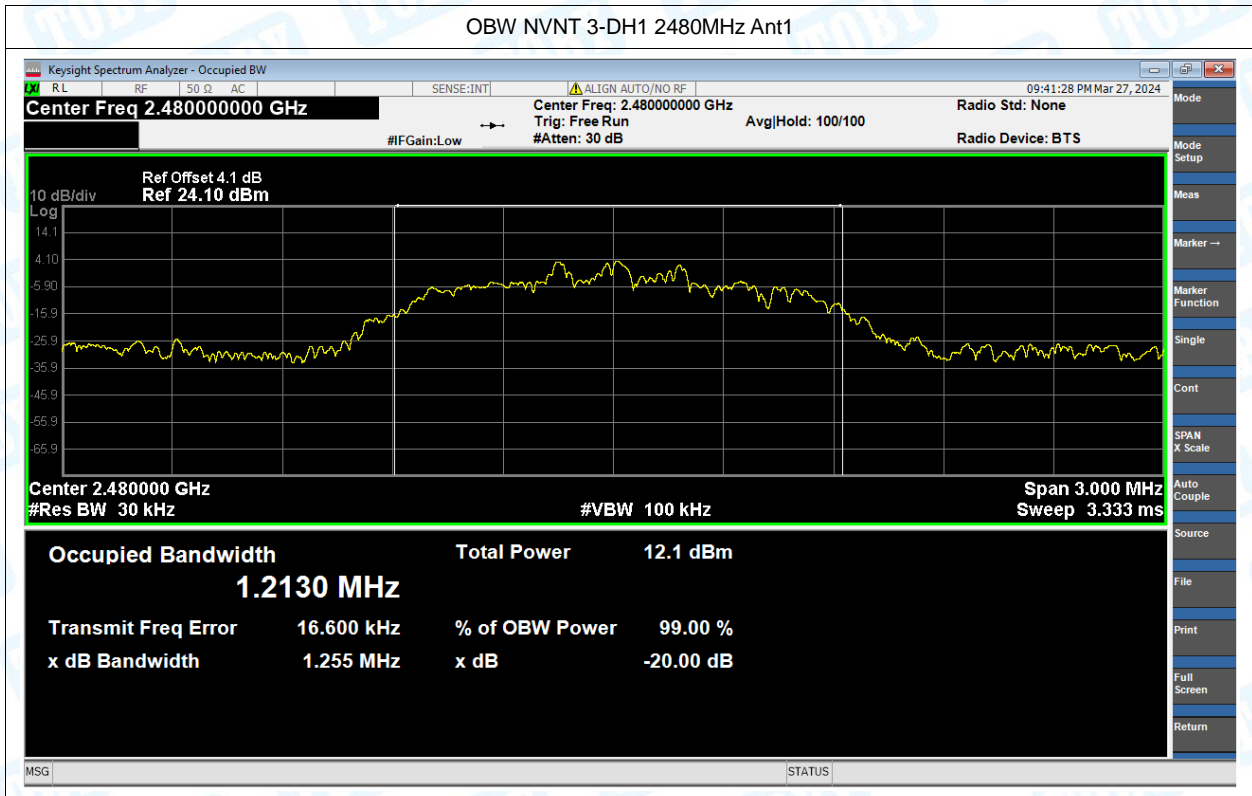 OBW NVNT 3-DH1 2480MHz Ant1
Keysight Spectrum Analyzer - Occupied BW
LXI RL RF 50 Ω AC SENSE:INT ALIGN AUTO/NO RF 09:41:28 PM Mar 27, 2024
Center Freq 2.480000000 GHz
Center Freq: 2.480000000 GHz
Radio Std: None
Trig: Free Run
Avg|Hold: 100/100
#IFGain:Low
#Atten: 30 dB
Radio Device: BTS
Ref Offset 4.1 dB
10 dB/div
Ref 24.10 dBm
Log
14.1
4.10
-5.90
-15.9
-25.9
-35.9
-45.9
-55.9
-65.9
Center 2.480000 GHz
Span 3.000 MHz
#Res BW 30 kHz
#VBW 100 kHz
Sweep 3.333 ms
Occupied Bandwidth
Total Power 12.1 dBm
1.2130 MHz
Transmit Freq Error 16.600 kHz
% of OBW Power 99.00 %
x dB Bandwidth 1.255 MHz
x dB -20.00 dB
Mode
Mode
Setup
Meas
Marker →
Marker
Function
Single
Cont
SPAN
X Scale
Auto
Couple
Source
File
Print
Full
Screen
Return
MSG
STATUS
TOBY
TOBY
TOBY
TOBY